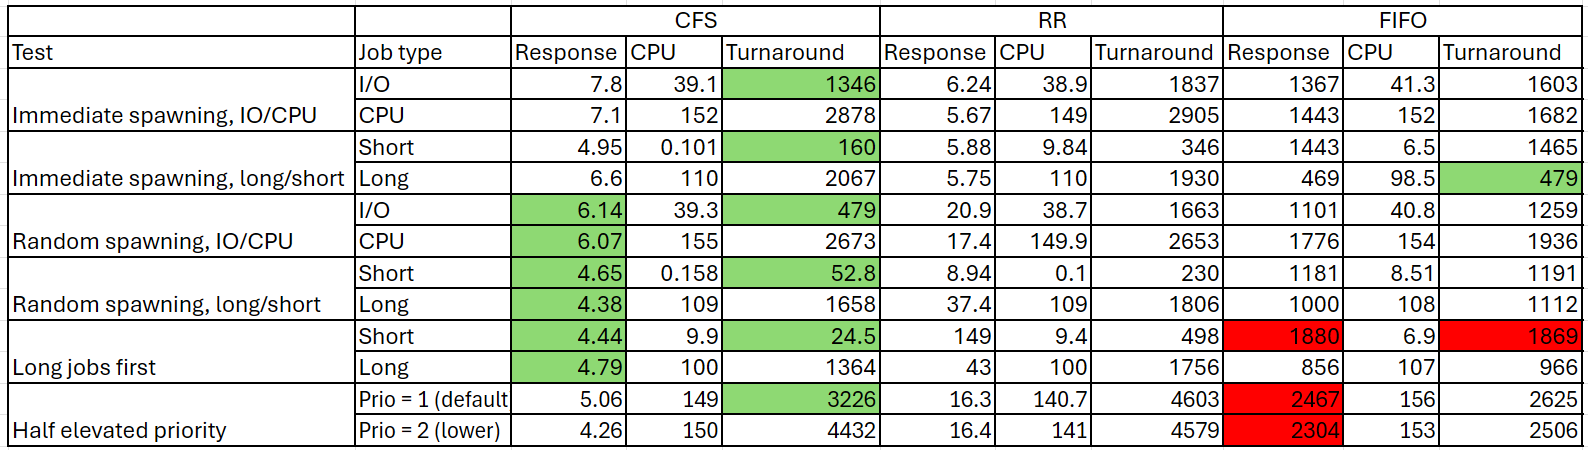 CFS RR FIFO
Test Job type Response CPU Turnaround Response CPU Turnaround Response CPU Turnaround
I/O 7.8 39.1 1346 6.24 38.9 1837 1367 41.3 1603
Immediate spawning, IO/CPU CPU 7.1 152 2878 5.67 149 2905 1443 152 1682
Short 4.95 0.101 160 5.88 9.84 346 1443 6.5 1465
Immediate spawning, long/short Long 6.6 110 2067 5.75 110 1930 469 98.5 479
I/O 6.14 39.3 479 20.9 38.7 1663 1101 40.8 1259
Random spawning, IO/CPU CPU 6.07 155 2673 17.4 149.9 2653 1776 154 1936
Short 4.65 0.158 52.8 8.94 0.1 230 1181 8.51 1191
Random spawning, long/short Long 4.38 109 1658 37.4 109 1806 1000 108 1112
Short 4.44 9.9 24.5 149 9.4 498 1880 6.9 1869
Long jobs first Long 4.79 100 1364 43 100 1756 856 107 966
Prio = 1 (default 5.06 149 3226 16.3 140.7 4603 2467 156 2625
Half elevated priority Prio = 2 (lower) 4.26 150 4432 16.4 141 4579 2304 153 2506